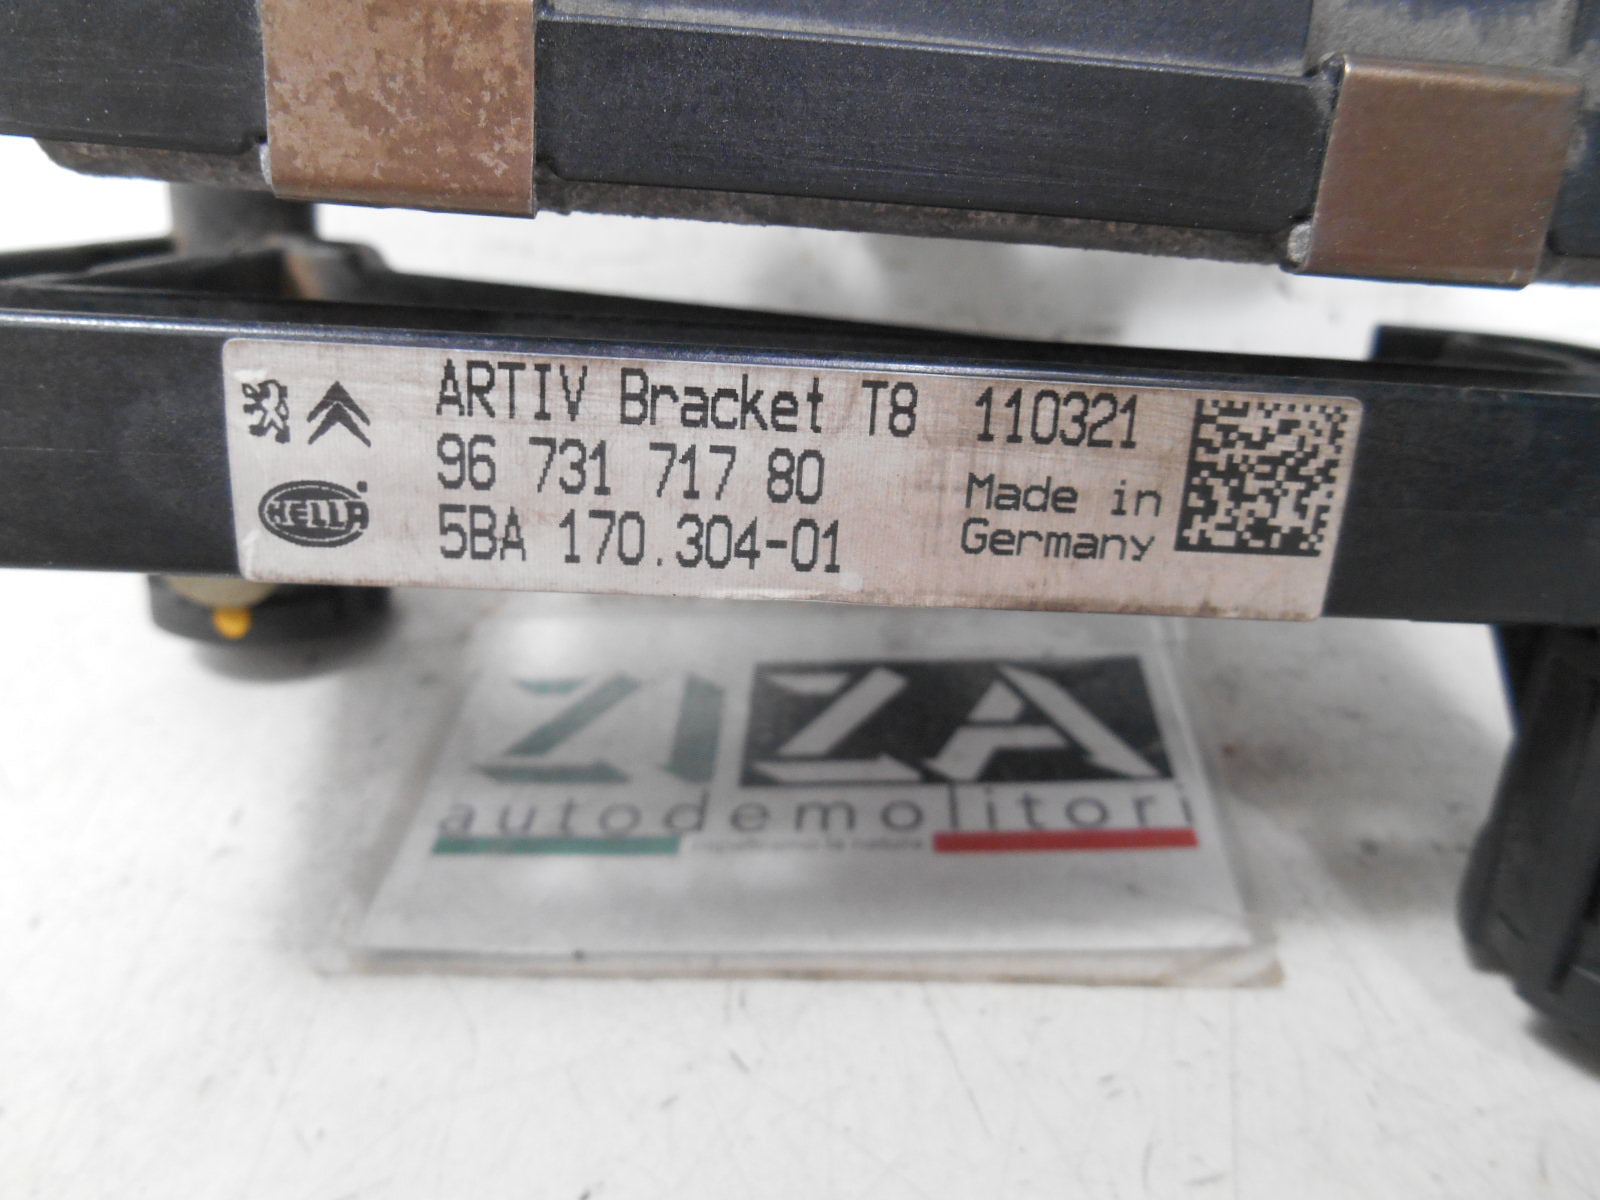 ARTIV Bracket T8 110321
96 731 717 80
5BA 170.304-01
Made in
Germany
HELLA
ZIZA
autodemolitori